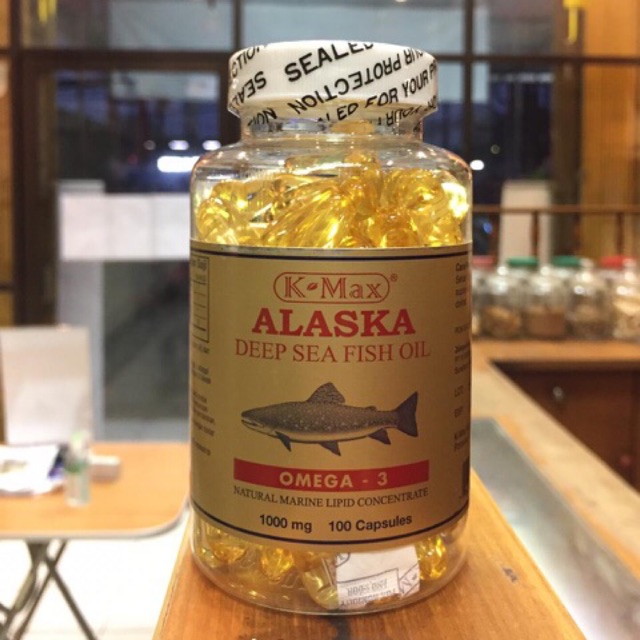 SEALED
PROTECTION
SEALED FOR YOUR
K-Max®
ALASKA
DEEP SEA FISH OIL
OMEGA - 3
NATURAL MARINE LIPID CONCENTRATE
1000 mg 100 Capsules